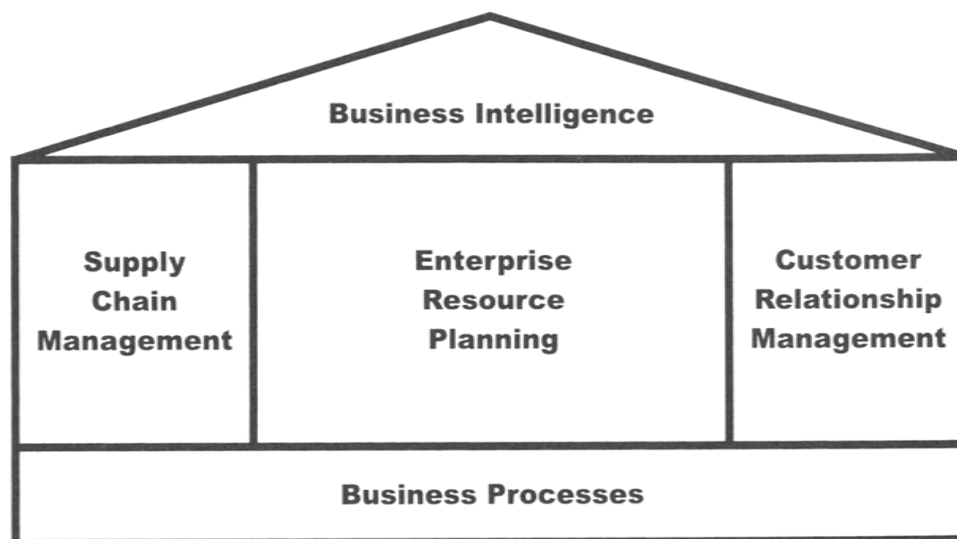 Business Intelligence
Supply
Chain
Management
Enterprise
Resource
Planning
Customer
Relationship
Management
Business Processes